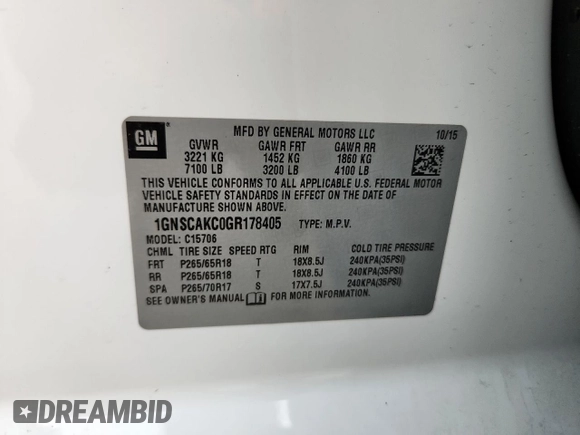 GM
MFD BY GENERAL MOTORS LLC 10/15
GVWR GAWR FRT GAWR RR
3221 KG 1452 KG 1860 KG
7100 LB 3200 LB 4100 LB
THIS VEHICLE CONFORMS TO ALL APPLICABLE U.S. FEDERAL MOTOR
VEHICLE SAFETY STANDARDS IN EFFECT ON THE DATE OF
MANUFACTURE SHOWN ABOVE.
1GNSCAKC0GR178405 TYPE: M.P.V.
MODEL: C15706
CHML TIRE SIZE SPEED RTG RIM COLD TIRE PRESSURE
FRT P265/65R18 T 18X8.5J 240KPA(35PSI)
RR P265/65R18 T 18X8.5J 240KPA(35PSI)
SPA P265/70R17 S 17X7.5J 240KPA(35PSI)
SEE OWNER'S MANUAL FOR MORE INFORMATION.
DREAMBID